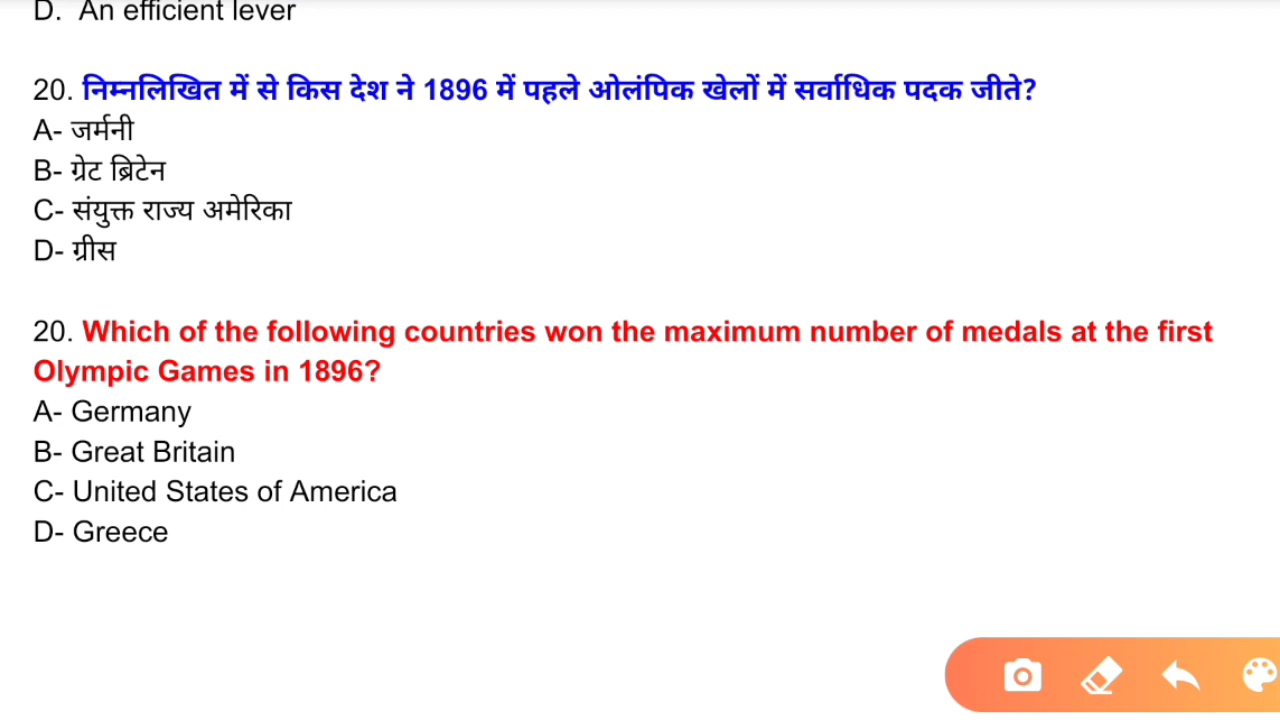 D. An efficient lever
20. निम्नलिखित में से किस देश ने 1896 में पहले ओलंपिक खेलों में सर्वाधिक पदक जीते?
A- जर्मनी
B- ग्रेट ब्रिटेन
C- संयुक्त राज्य अमेरिका
D- ग्रीस
20. Which of the following countries won the maximum number of medals at the first
Olympic Games in 1896?
A- Germany
B- Great Britain
C- United States of America
D- Greece